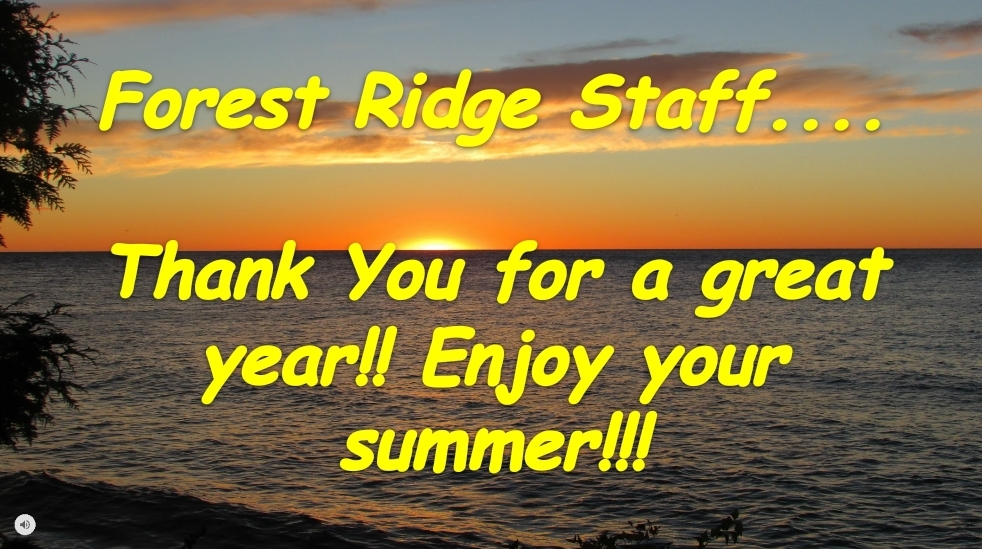 Forest Ridge Staff....
Thank You for a great
year!! Enjoy your
summer!!!